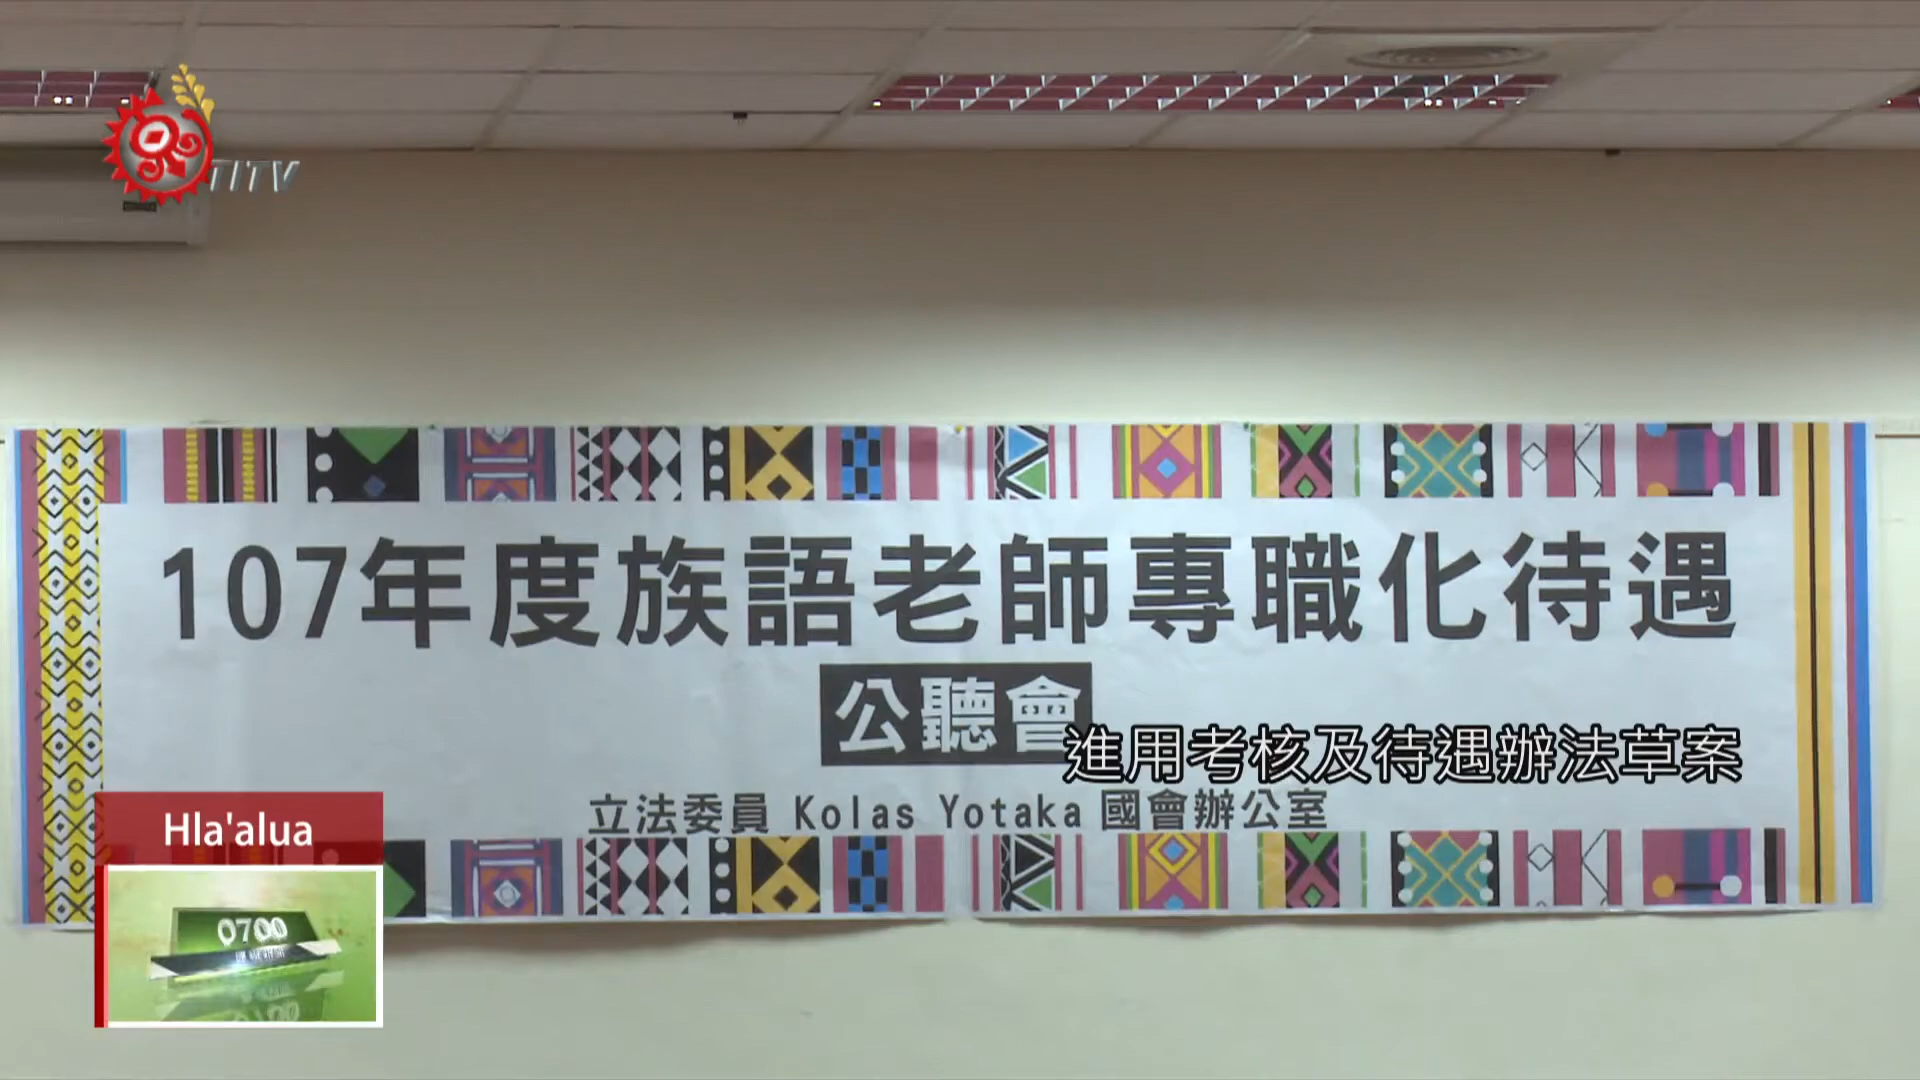 TITV
107年度族語老師專職化待遇
公聽會
進用考核及待遇辦法草案
立法委員 Kolas Yotaka 國會辦公室
Hla'alua
0700